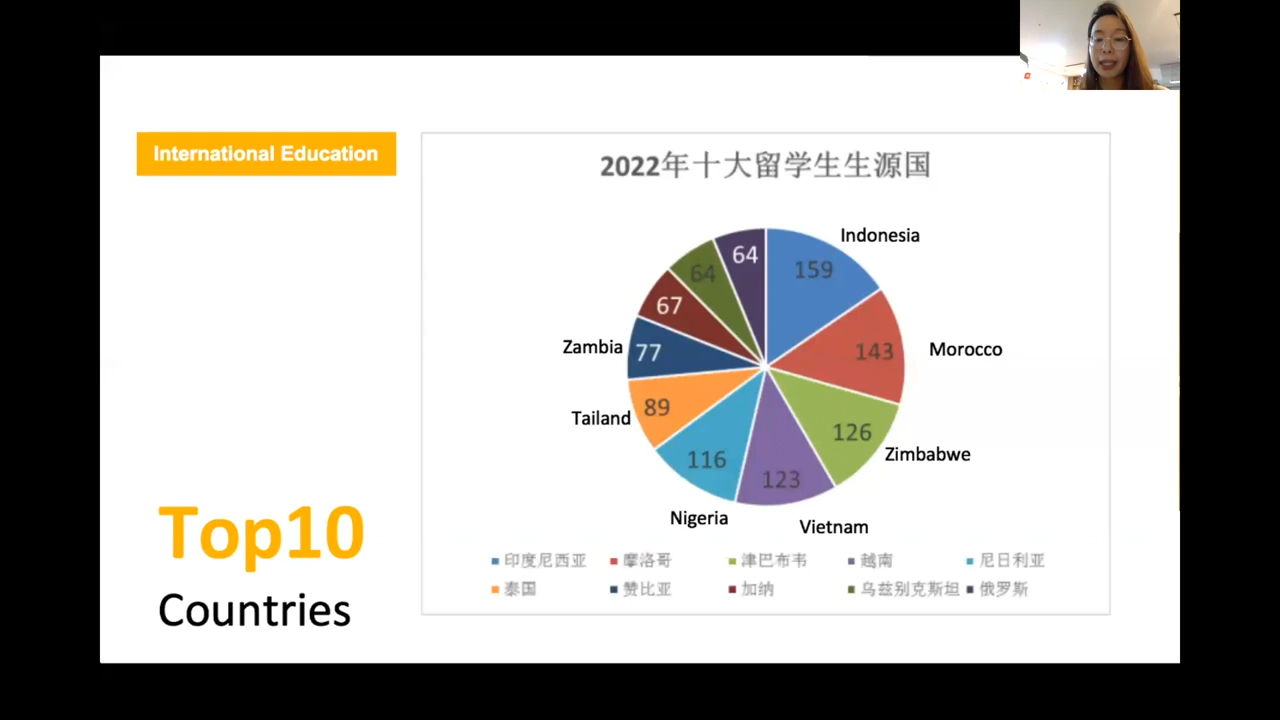 International Education
2022年十大留学生生源国
Indonesia
64
159
64
67
Zambia
77
143
Morocco
89
Tailand
126
Zimbabwe
116
123
Nigeria
Vietnam
印度尼西亚 摩洛哥 津巴布韦 越南 尼日利亚
泰国 赞比亚 加纳 乌兹别克斯坦 俄罗斯
Top10
Countries